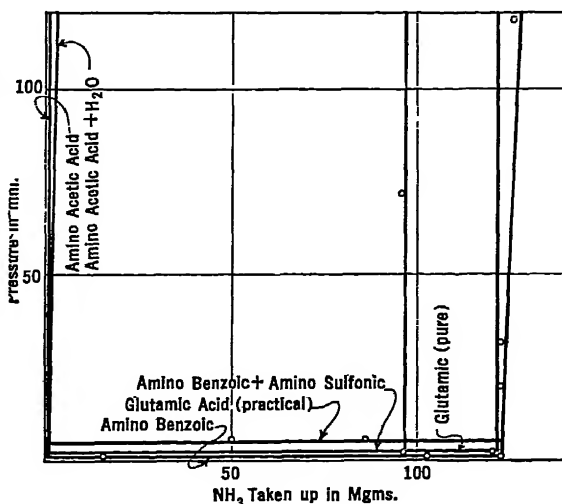 100
50
Pressure in mm.
Amino Acetic Acid
Amino Acetic Acid + H₂O
Amino Benzoic + Amino Sulfonic
Glutamic Acid (practical)
Amino Benzoic
Glutamic (pure)
50
100
NH₃ Taken up in Mgms.